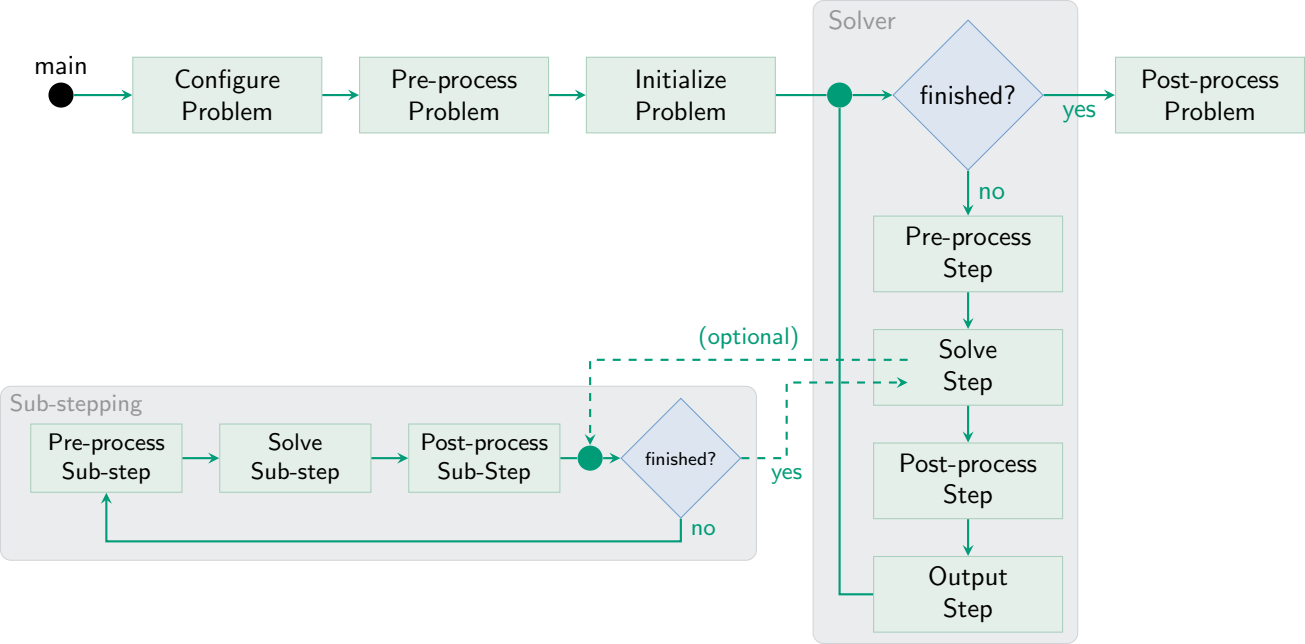 main
Configure
Problem
Pre-process
Problem
Initialize
Problem
Solver
finished?
yes
Post-process
Problem
no
Pre-process
Step
(optional)
Solve
Step
Sub-stepping
Pre-process
Sub-step
Solve
Sub-step
Post-process
Sub-Step
finished?
yes
no
Post-process
Step
Output
Step